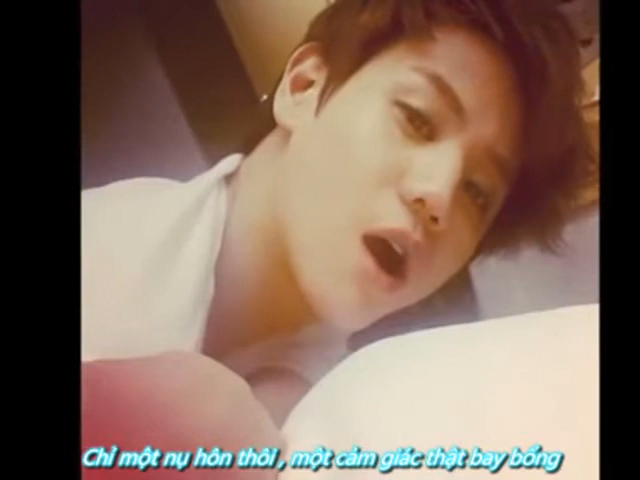 Chỉ một nụ hôn thôi , một cảm giác thật bay bổng